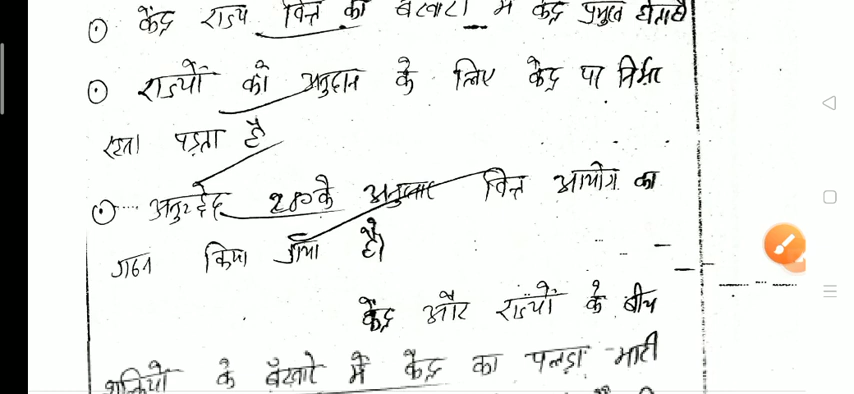 ⊙ केंद्र राज्य वित्त का बंटवारा में केंद्र प्रमुख होता है
⊙ राज्यों को अनुदान के लिए केंद्र पर निर्भर
रहना पड़ता है
⊙ अनुच्छेद 280 के अनुसार वित्त आयोग का
गठन किया गया है।
केंद्र और राज्यों के बीच
शक्तियों के बँटवारे में केंद्र का पलड़ा भारी